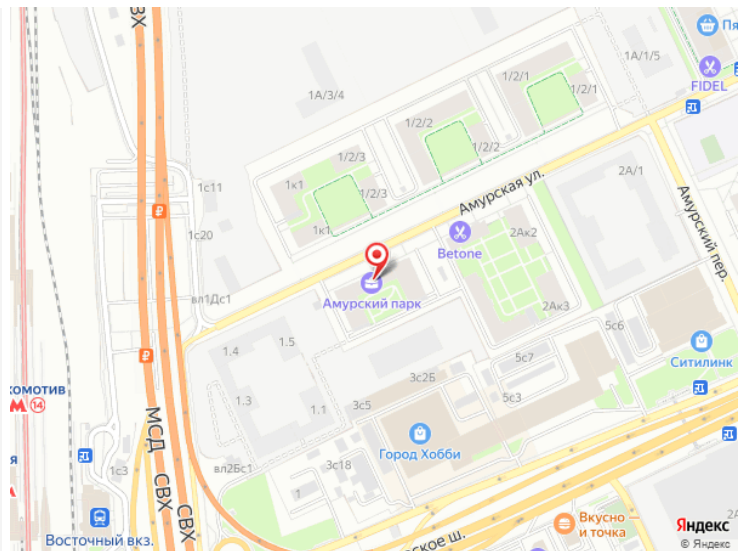 СВХ
Пя
1А/1/5
FIDEL
1/2/1
1А/3/4
1/2/1
1/2/2
1/2/2
2А/1
1/2/3
1к1
1/2/3
1с11
Амурская ул.
Амурский пер.
1к1
1с20
2Ак2
Betone
вл1Дс1
Амурский парк
2Ак3
5с6
1.5
1.4
Ситилинк
5с7
3с2Б
комотив
14
1.3
3с5
5с3
1.1
МСД
СВХ
СВХ
Город Хобби
я
1с3
вл2Бс1
3с18
1
Вкусно —
и точка
2А
Восточный вкз.
ское ш.
Яндекс
© Яндекс